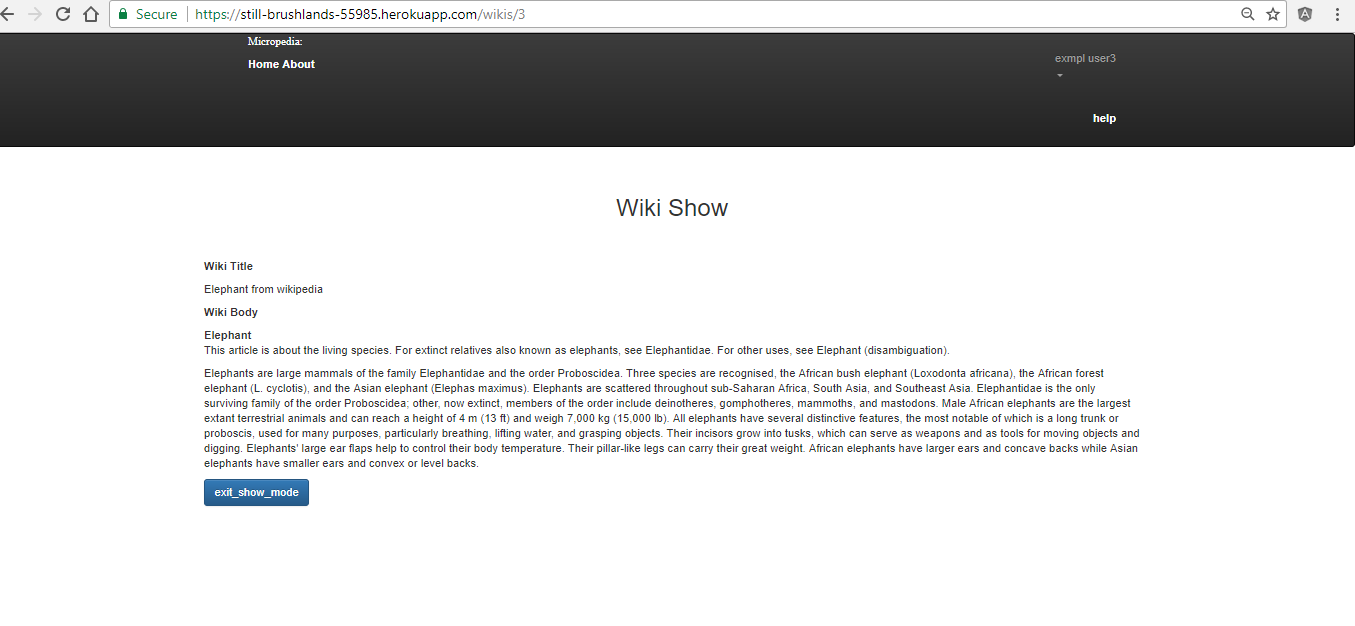 Secure https://still-brushlands-55985.herokuapp.com/wikis/3
Micropedia:
Home About
exmpl user3
help
Wiki Show
Wiki Title
Elephant from wikipedia
Wiki Body
Elephant
This article is about the living species. For extinct relatives also known as elephants, see Elephantidae. For other uses, see Elephant (disambiguation).
Elephants are large mammals of the family Elephantidae and the order Proboscidea. Three species are recognised, the African bush elephant (Loxodonta africana), the African forest
elephant (L. cyclotis), and the Asian elephant (Elephas maximus). Elephants are scattered throughout sub-Saharan Africa, South Asia, and Southeast Asia. Elephantidae is the only
surviving family of the order Proboscidea; other, now extinct, members of the order include deinotheres, gomphotheres, mammoths, and mastodons. Male African elephants are the largest
extant terrestrial animals and can reach a height of 4 m (13 ft) and weigh 7,000 kg (15,000 lb). All elephants have several distinctive features, the most notable of which is a long trunk or
proboscis, used for many purposes, particularly breathing, lifting water, and grasping objects. Their incisors grow into tusks, which can serve as weapons and as tools for moving objects and
digging. Elephants' large ear flaps help to control their body temperature. Their pillar-like legs can carry their great weight. African elephants have larger ears and concave backs while Asian
elephants have smaller ears and convex or level backs.
exit_show_mode